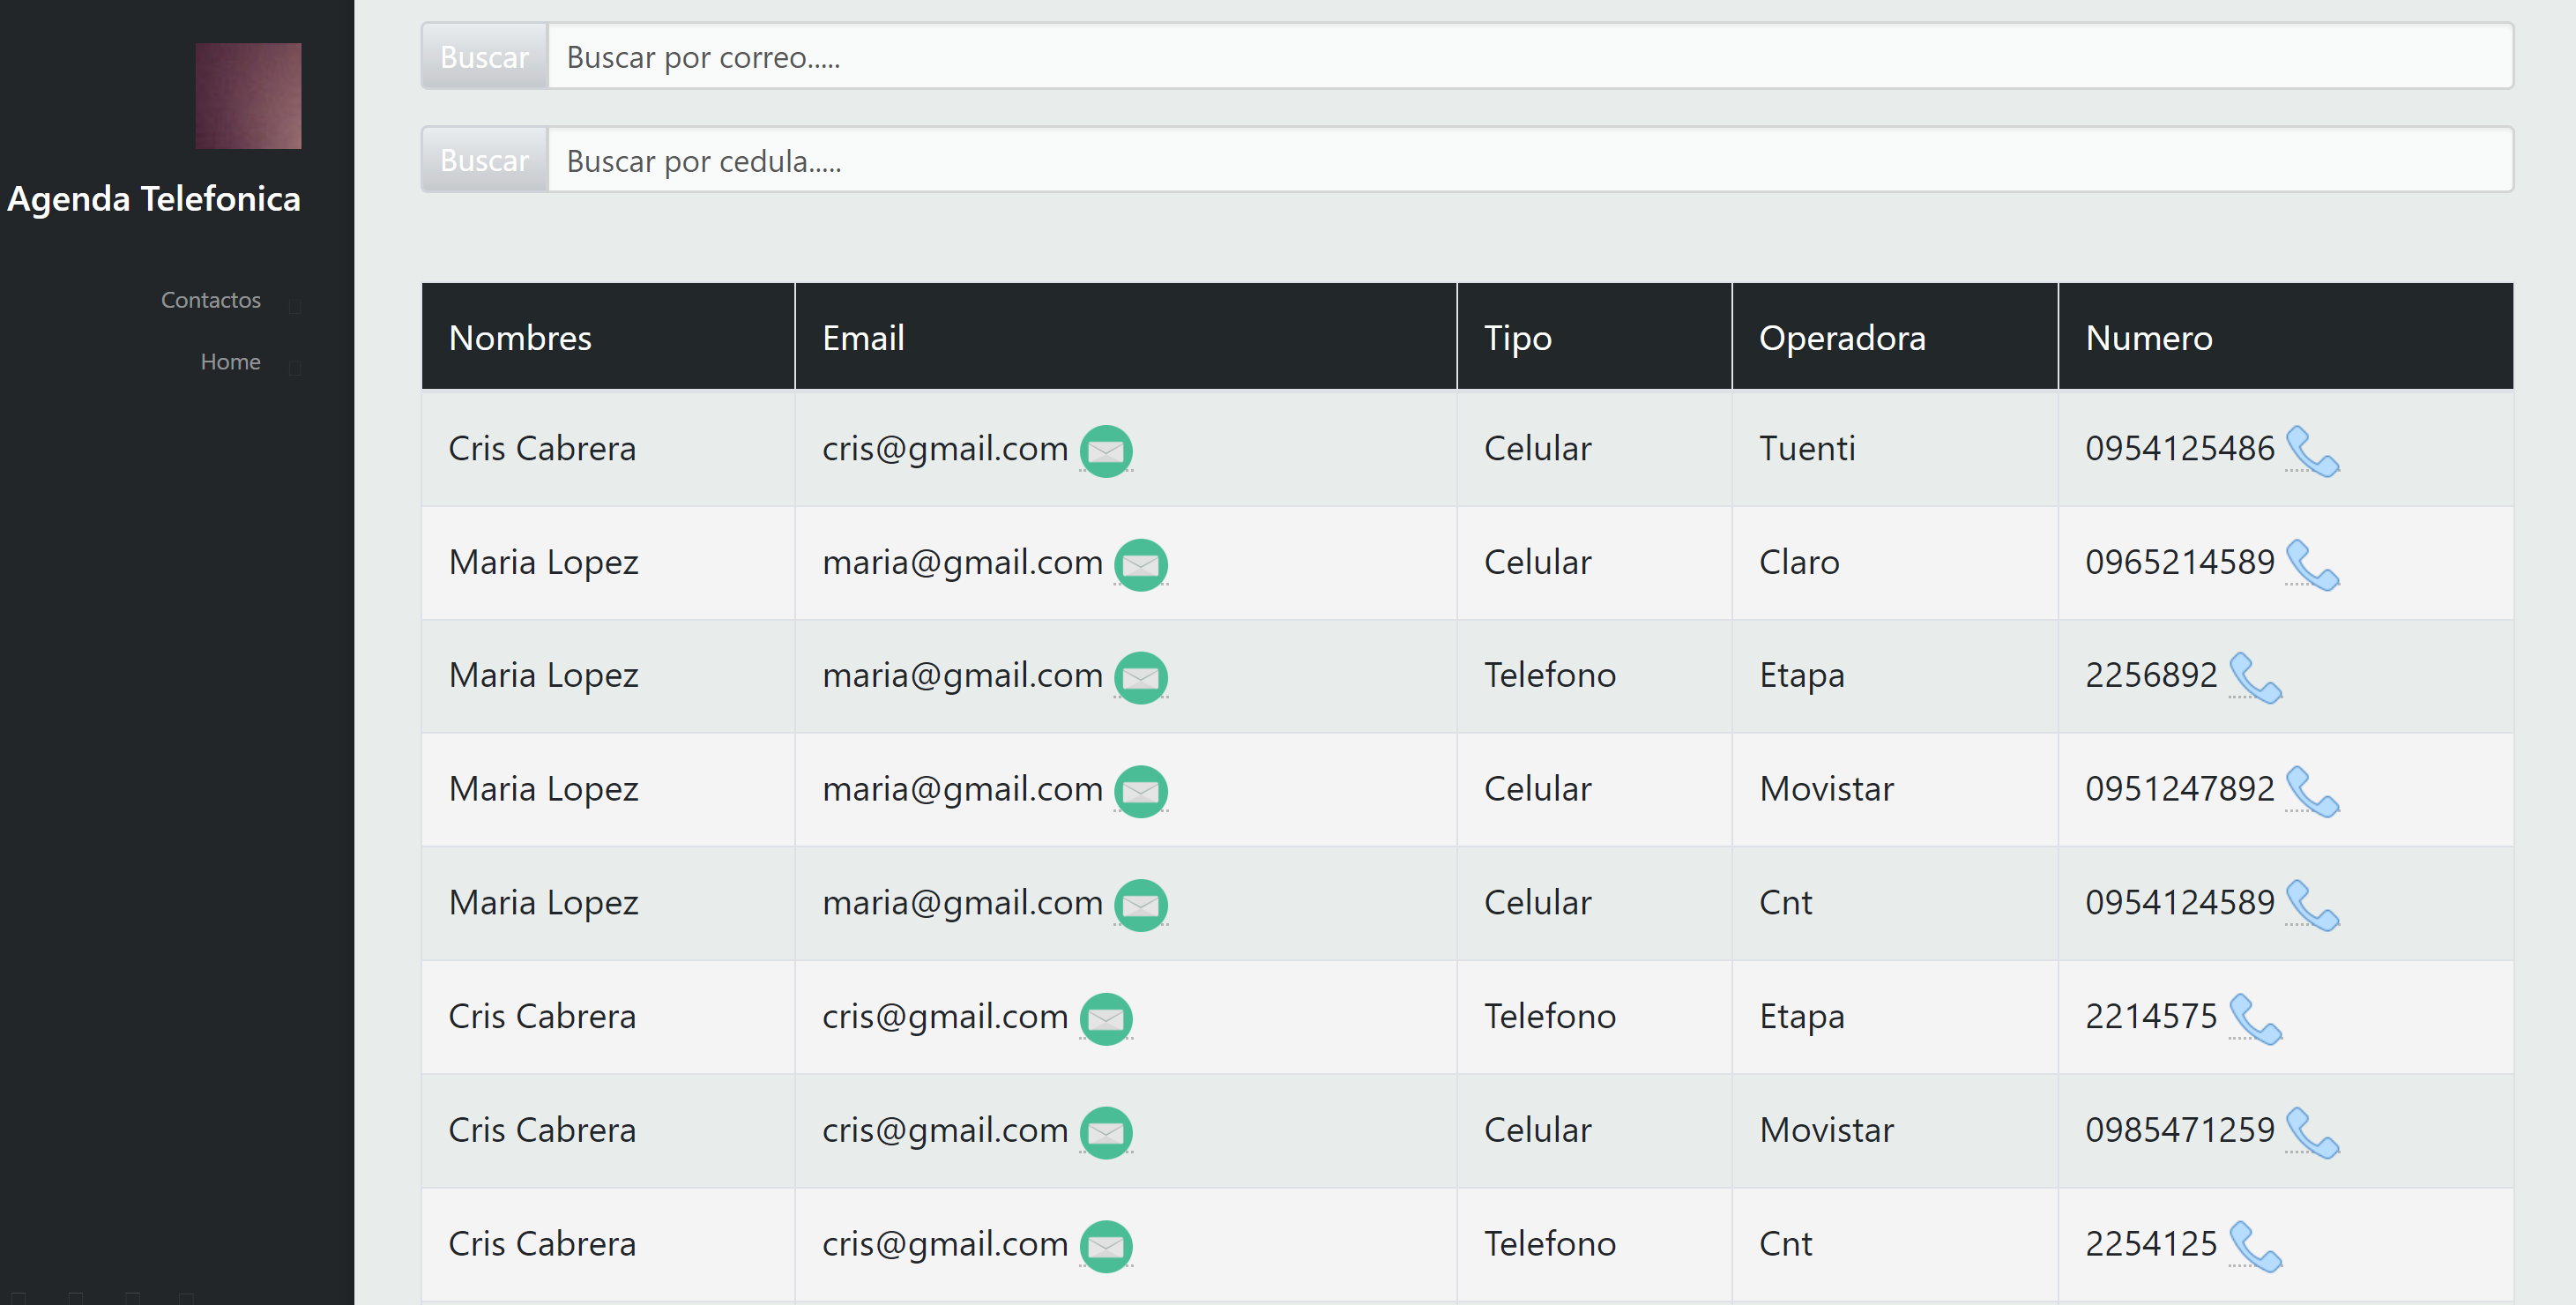 Agenda Telefonica
Contactos
Home
Buscar Buscar por correo.....
Buscar Buscar por cedula.....
Nombres Email Tipo Operadora Numero
Cris Cabrera cris@gmail.com Celular Tuenti 0954125486
Maria Lopez maria@gmail.com Celular Claro 0965214589
Maria Lopez maria@gmail.com Telefono Etapa 2256892
Maria Lopez maria@gmail.com Celular Movistar 0951247892
Maria Lopez maria@gmail.com Celular Cnt 0954124589
Cris Cabrera cris@gmail.com Telefono Etapa 2214575
Cris Cabrera cris@gmail.com Celular Movistar 0985471259
Cris Cabrera cris@gmail.com Telefono Cnt 2254125